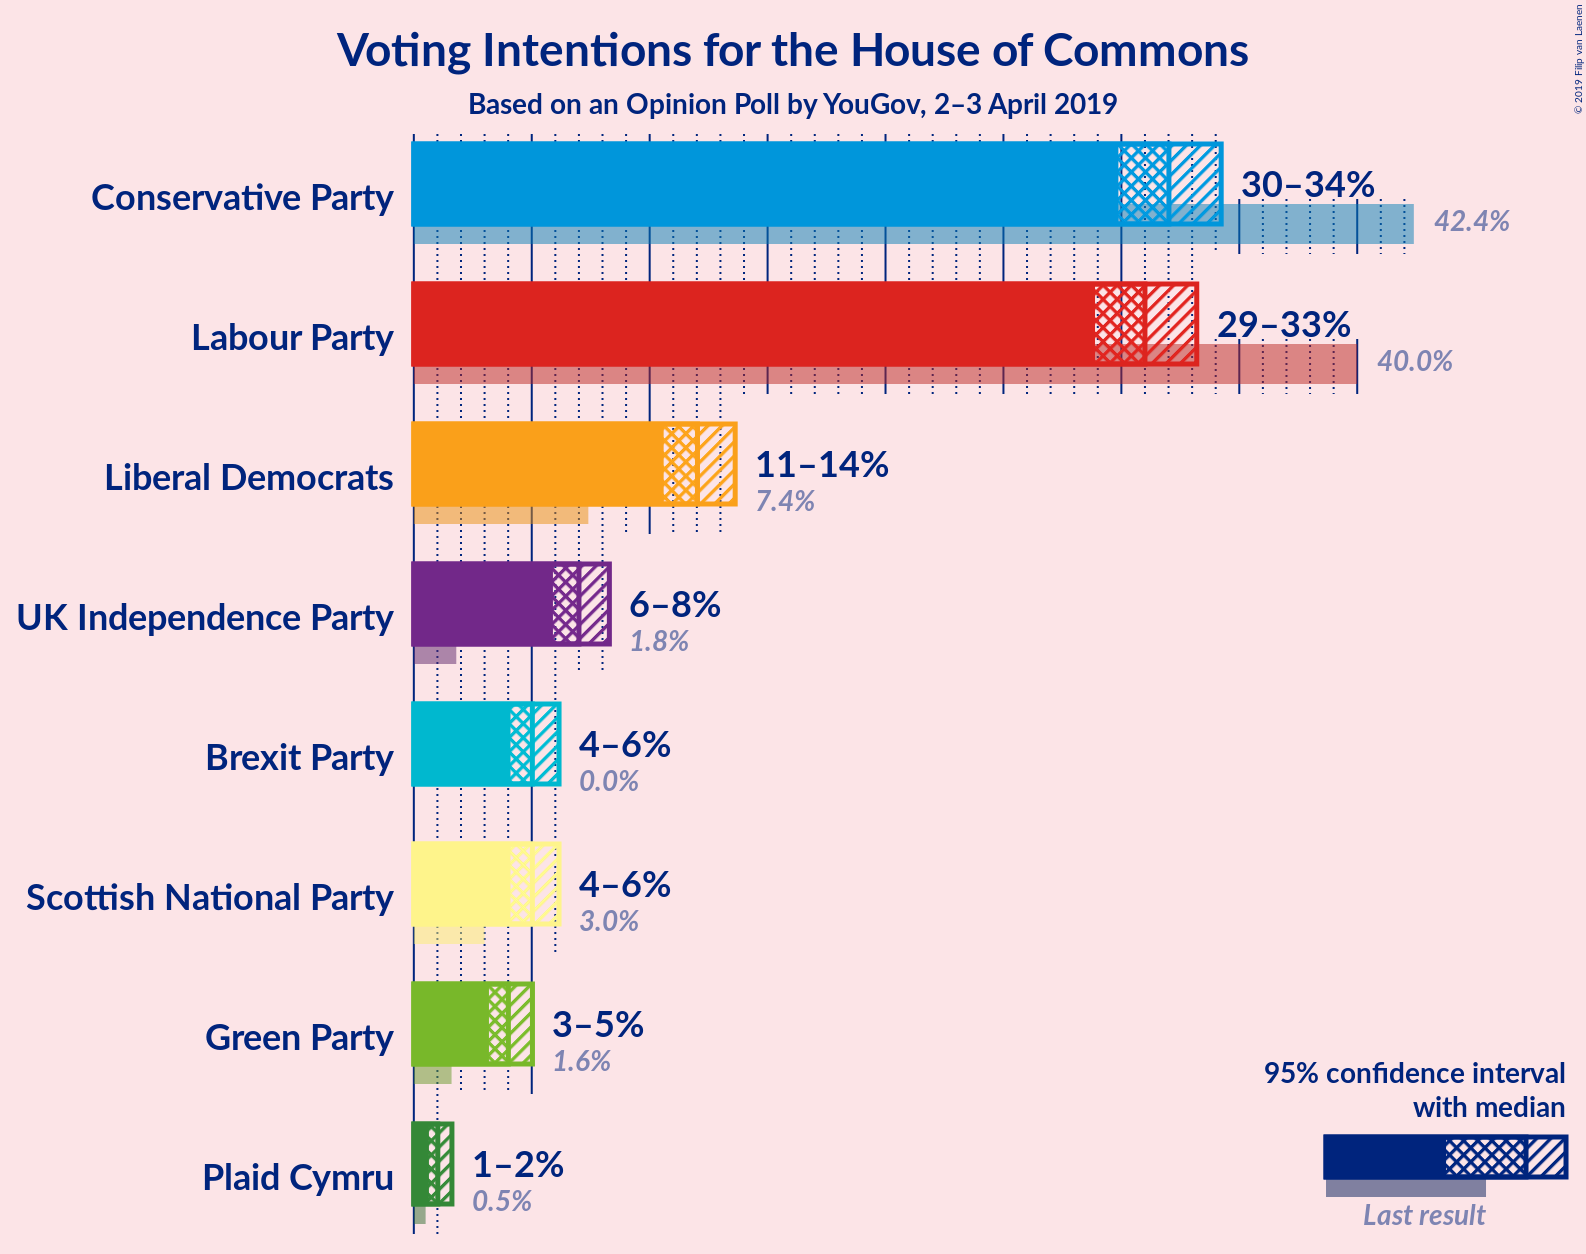 Voting Intentions for the House of Commons
Based on an Opinion Poll by YouGov, 2–3 April 2019
© 2019 Filip van Laenen
Conservative Party
30–34%
42.4%
Labour Party
29–33%
40.0%
Liberal Democrats
11–14%
7.4%
UK Independence Party
6–8%
1.8%
Brexit Party
4–6%
0.0%
Scottish National Party
4–6%
3.0%
Green Party
3–5%
1.6%
Plaid Cymru
1–2%
0.5%
95% confidence interval
with median
Last result